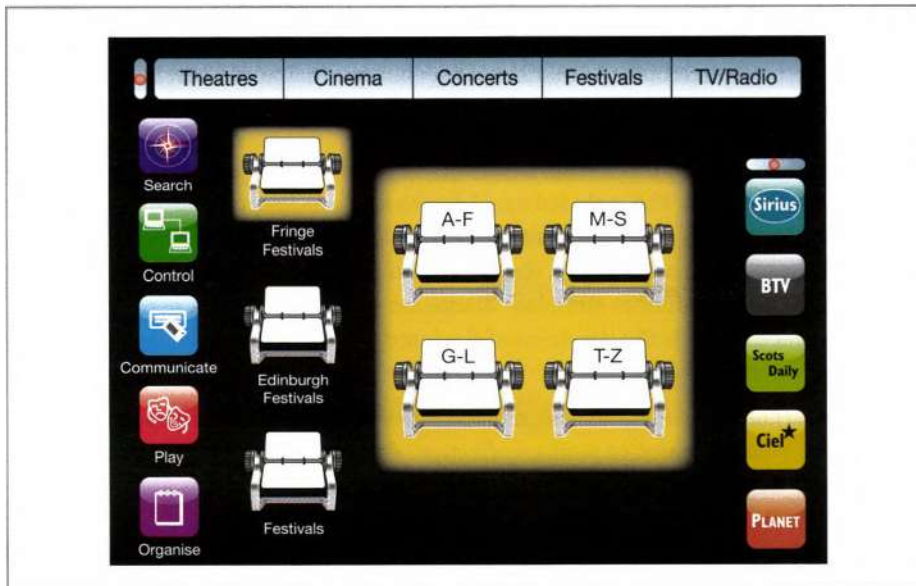 Theatres
Cinema
Concerts
Festivals
TV/Radio
Search
Control
Communicate
Play
Organise
Fringe
Festivals
Edinburgh
Festivals
Festivals
A-F
M-S
G-L
T-Z
Sirius
BTV
Scots
Daily
Ciel
PLANET